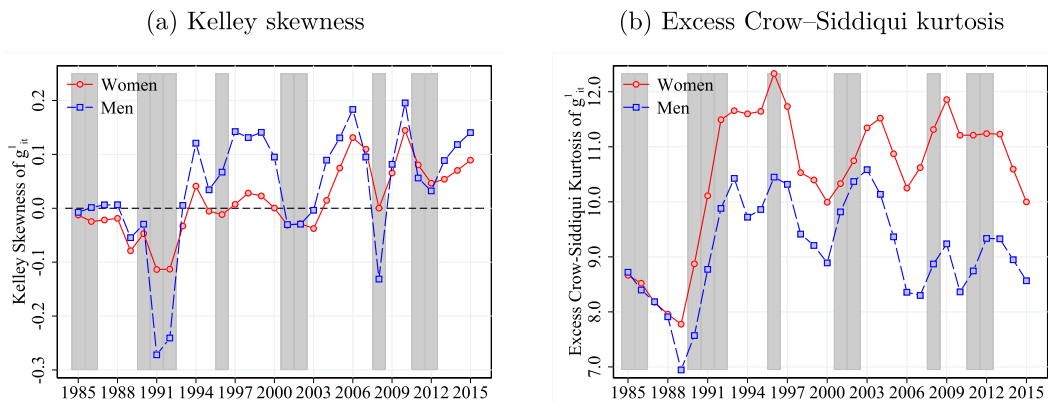 (a) Kelley skewness
Kelley Skewness of g¹ᵢₜ
0.2
0.1
0.0
-0.1
-0.2
-0.3
Women
Men
1985 1988 1991 1994 1997 2000 2003 2006 2009 2012 2015
(b) Excess Crow–Siddiqui kurtosis
Excess Crow-Siddiqui Kurtosis of g¹ᵢₜ
12.0
11.0
10.0
9.0
8.0
7.0
Women
Men
1985 1988 1991 1994 1997 2000 2003 2006 2009 2012 2015